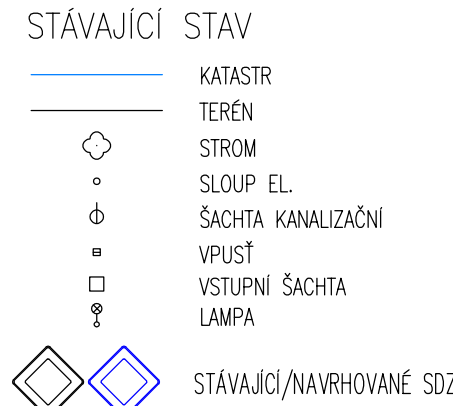 STÁVAJÍCÍ STAV
KATASTR
TERÉN
STROM
SLOUP EL.
ŠACHTA KANALIZAČNÍ
VPUSŤ
VSTUPNÍ ŠACHTA
LAMPA
STÁVAJÍCÍ/NAVRHOVANÉ SDZ